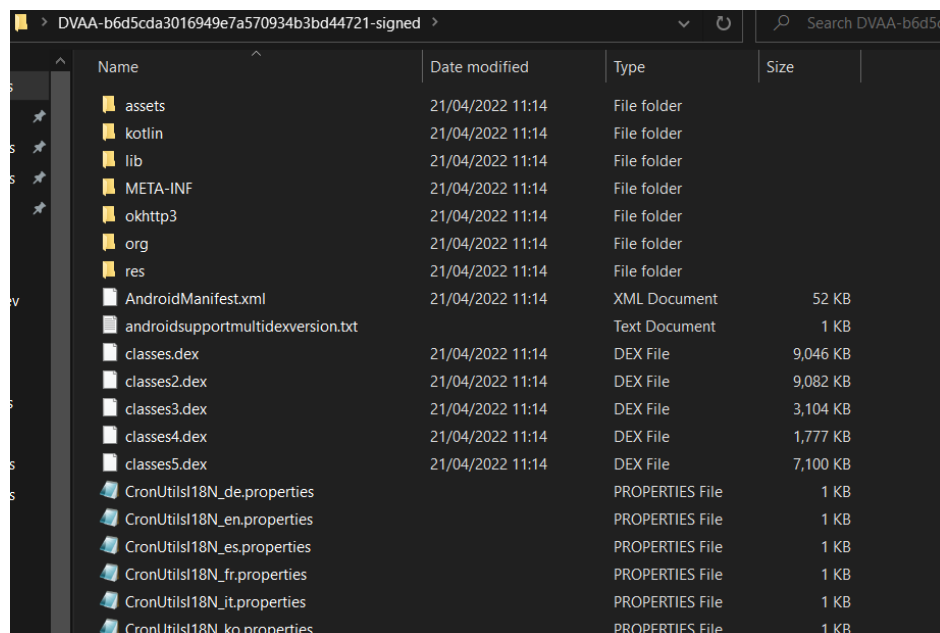 DVAA-b6d5cda3016949e7a570934b3bd44721-signed Search DVAA-b6d5c
Name Date modified Type Size
assets 21/04/2022 11:14 File folder
kotlin 21/04/2022 11:14 File folder
lib 21/04/2022 11:14 File folder
META-INF 21/04/2022 11:14 File folder
okhttp3 21/04/2022 11:14 File folder
org 21/04/2022 11:14 File folder
res 21/04/2022 11:14 File folder
AndroidManifest.xml 21/04/2022 11:14 XML Document 52 KB
androidsupportmultidexversion.txt Text Document 1 KB
classes.dex 21/04/2022 11:14 DEX File 9,046 KB
classes2.dex 21/04/2022 11:14 DEX File 9,082 KB
classes3.dex 21/04/2022 11:14 DEX File 3,104 KB
classes4.dex 21/04/2022 11:14 DEX File 1,777 KB
classes5.dex 21/04/2022 11:14 DEX File 7,100 KB
CronUtilsI18N_de.properties PROPERTIES File 1 KB
CronUtilsI18N_en.properties PROPERTIES File 1 KB
CronUtilsI18N_es.properties PROPERTIES File 1 KB
CronUtilsI18N_fr.properties PROPERTIES File 1 KB
CronUtilsI18N_it.properties PROPERTIES File 1 KB
CronUtilsI18N_ko.properties PROPERTIES File 1 KB